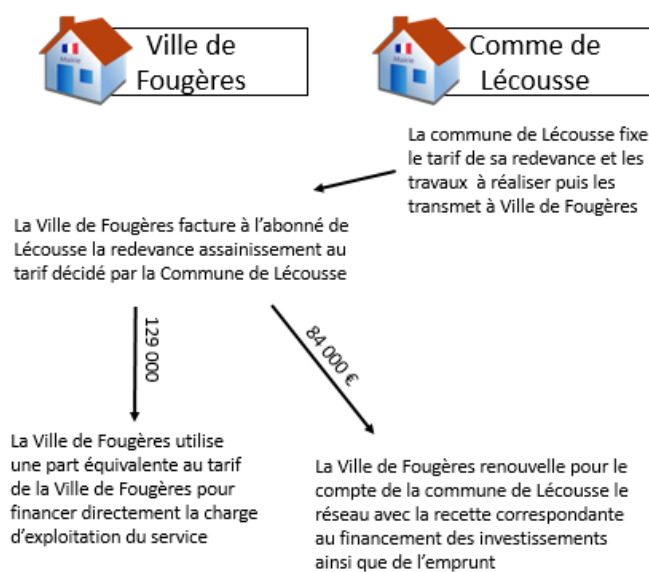 Ville de
Fougères
Comme de
Lécousse
Mairie
Mairie
La commune de Lécousse fixe
le tarif de sa redevance et les
travaux à réaliser puis les
transmet à Ville de Fougères
La Ville de Fougères facture à l’abonné de
Lécousse la redevance assainissement au
tarif décidé par la Commune de Lécousse
129 000
84 000 €
La Ville de Fougères utilise
une part équivalente au tarif
de la Ville de Fougères pour
financer directement la charge
d’exploitation du service
La Ville de Fougères renouvelle pour le
compte de la commune de Lécousse le
réseau avec la recette correspondante
au financement des investissements
ainsi que de l’emprunt